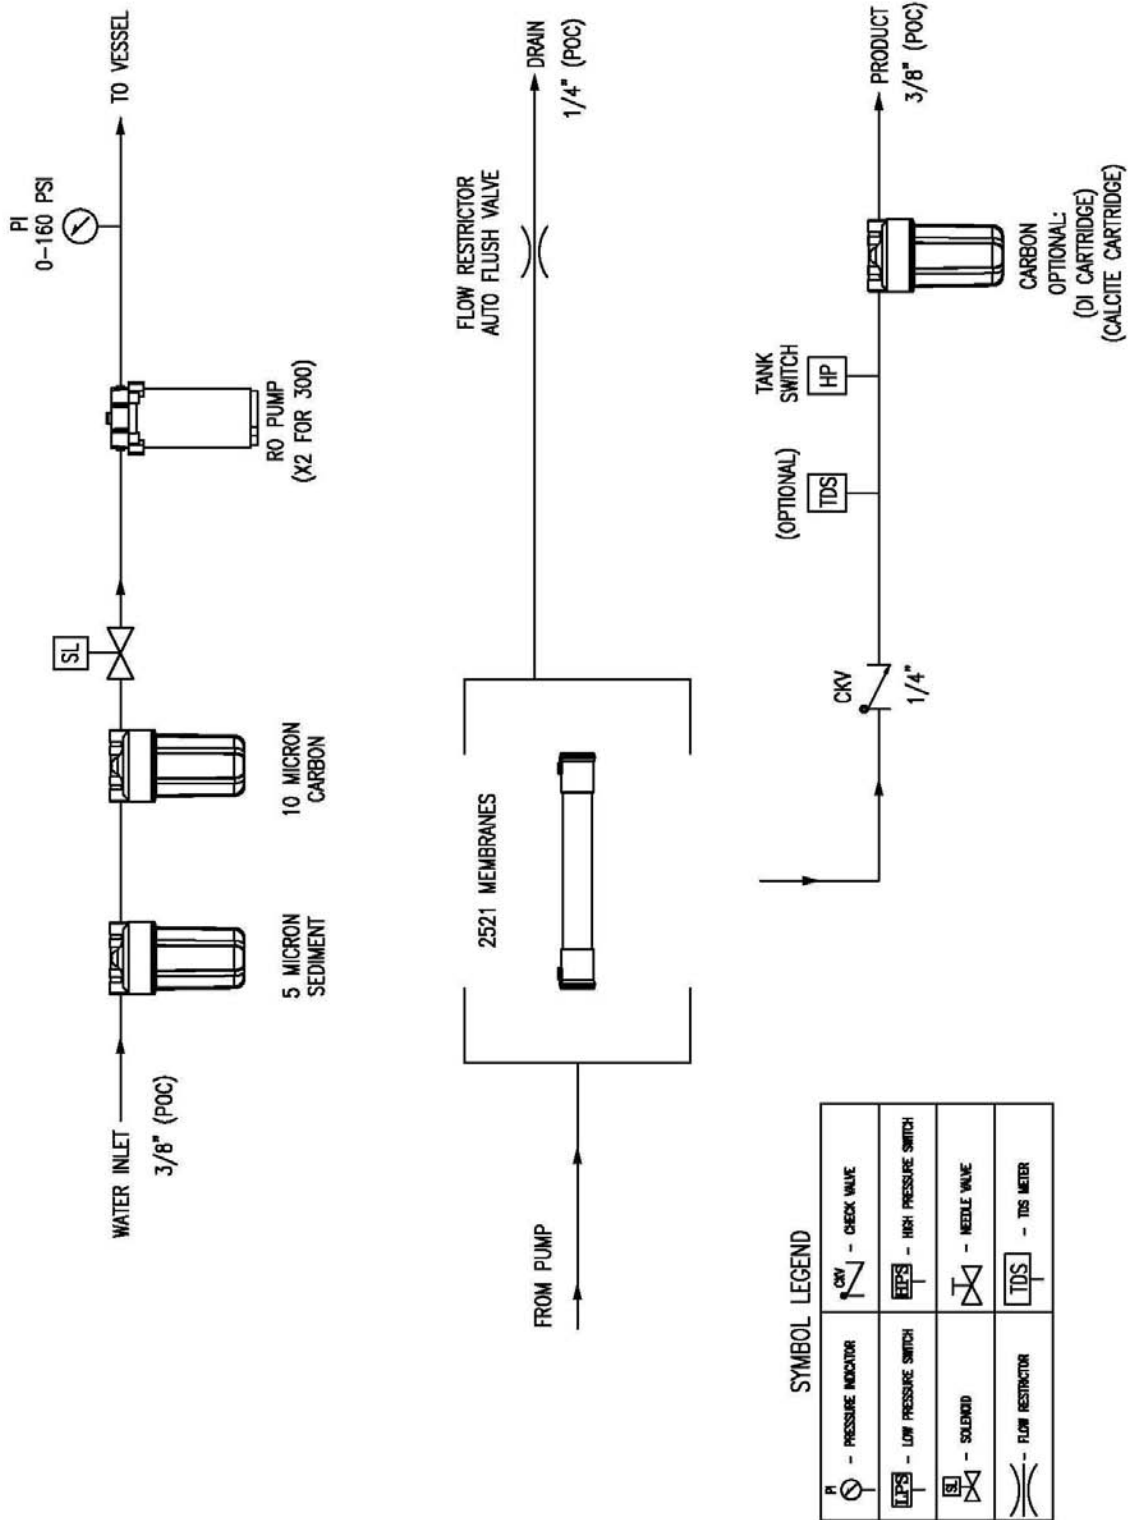 WATER INLET
3/8" (POC)
5 MICRON
SEDIMENT
10 MICRON
CARBON
SL
RO PUMP
(X2 FOR 300)
PI
0-160 PSI
TO VESSEL
FROM PUMP
2521 MEMBRANES
FLOW RESTRICTOR
AUTO FLUSH VALVE
DRAIN
1/4" (POC)
CKV
1/4"
(OPTIONAL)
TDS
TANK
SWITCH
HP
CARBON
OPTIONAL:
(DI CARTRIDGE)
(CALCITE CARTRIDGE)
PRODUCT
3/8" (POC)
SYMBOL LEGEND
PI - PRESSURE INDICATOR
CKV - CHECK VALVE
LPS - LOW PRESSURE SWITCH
HPS - HIGH PRESSURE SWITCH
SL - SOLENOID
- NEEDLE VALVE
- FLOW RESTRICTOR
TDS - TDS METER